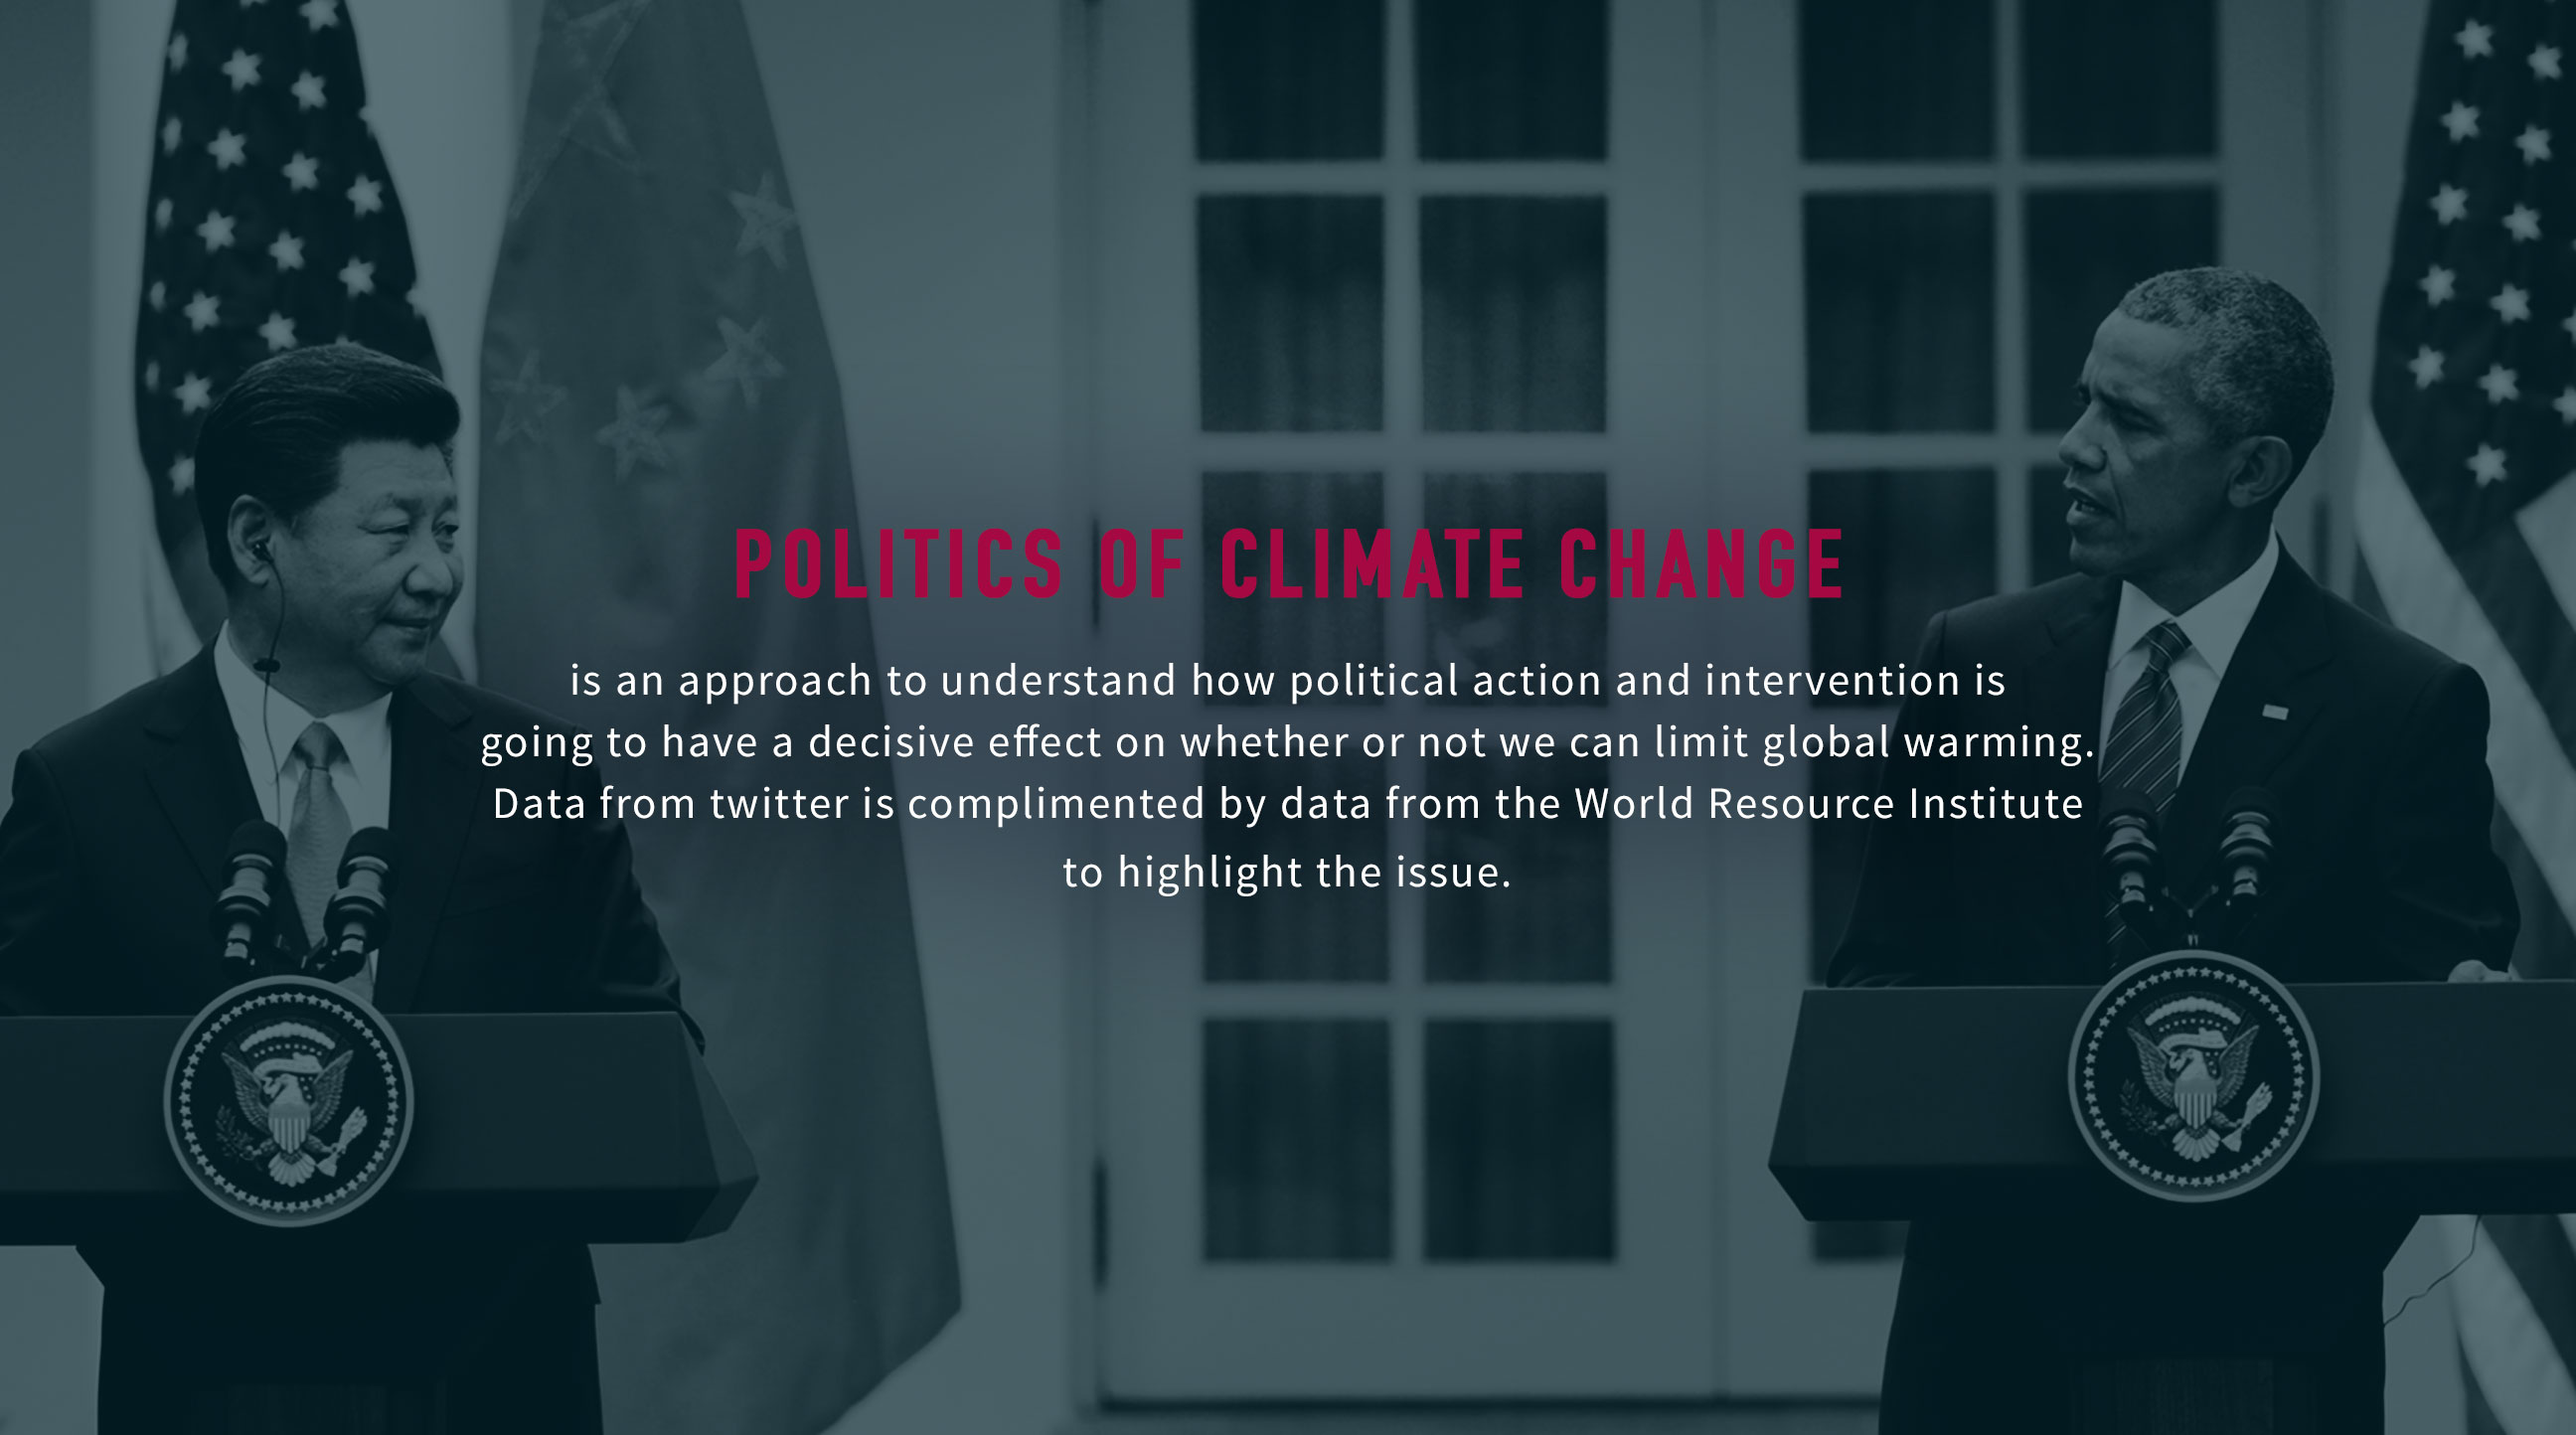 POLITICS OF CLIMATE CHANGE
is an approach to understand how political action and intervention is
going to have a decisive effect on whether or not we can limit global warming.
Data from twitter is complimented by data from the World Resource Institute
to highlight the issue.